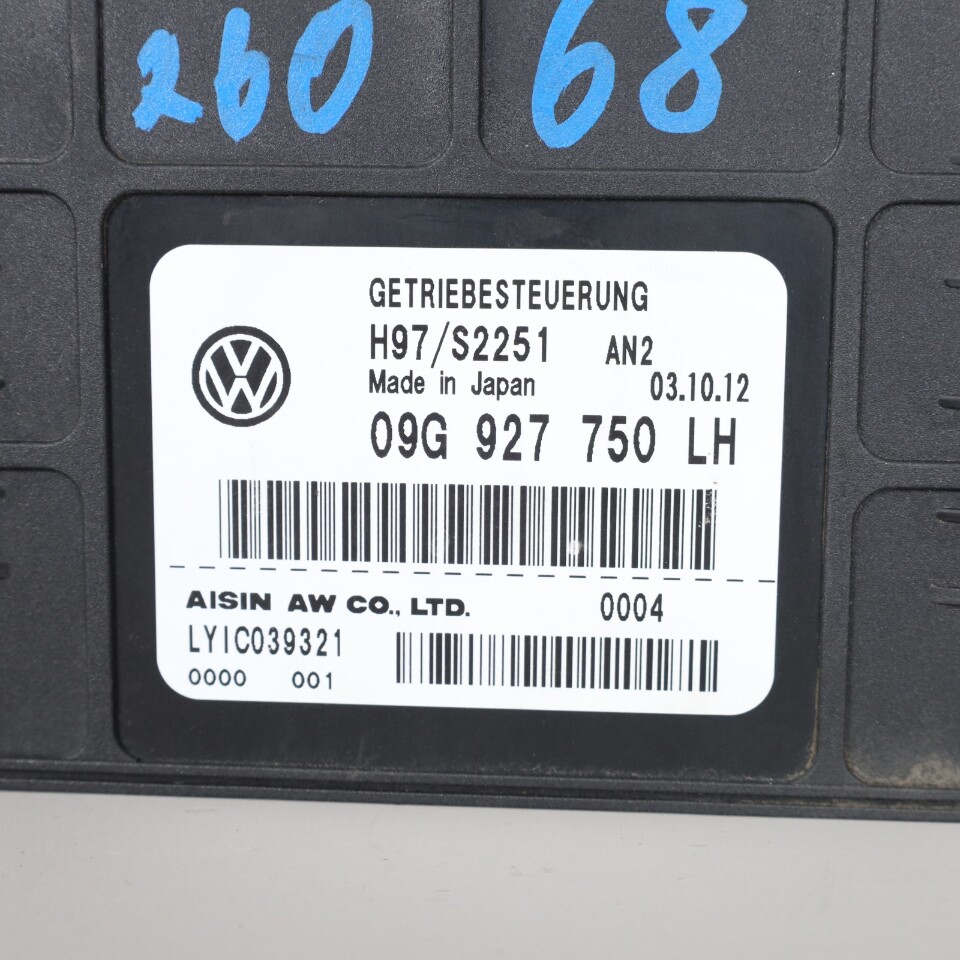 260 68
GETRIEBESTEUERUNG
H97/S2251 AN2
Made in Japan 03.10.12
09G 927 750 LH
AISIN AW CO., LTD. 0004
LYIC039321
0000 001